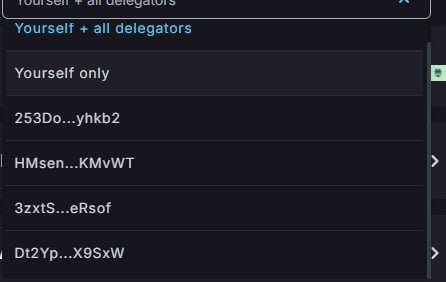 Yourself + all delegators
Yourself + all delegators
Yourself only
253Do...yhkb2
HMsen...KMvWT
3zxtS...eRsof
Dt2Yp...X9SxW